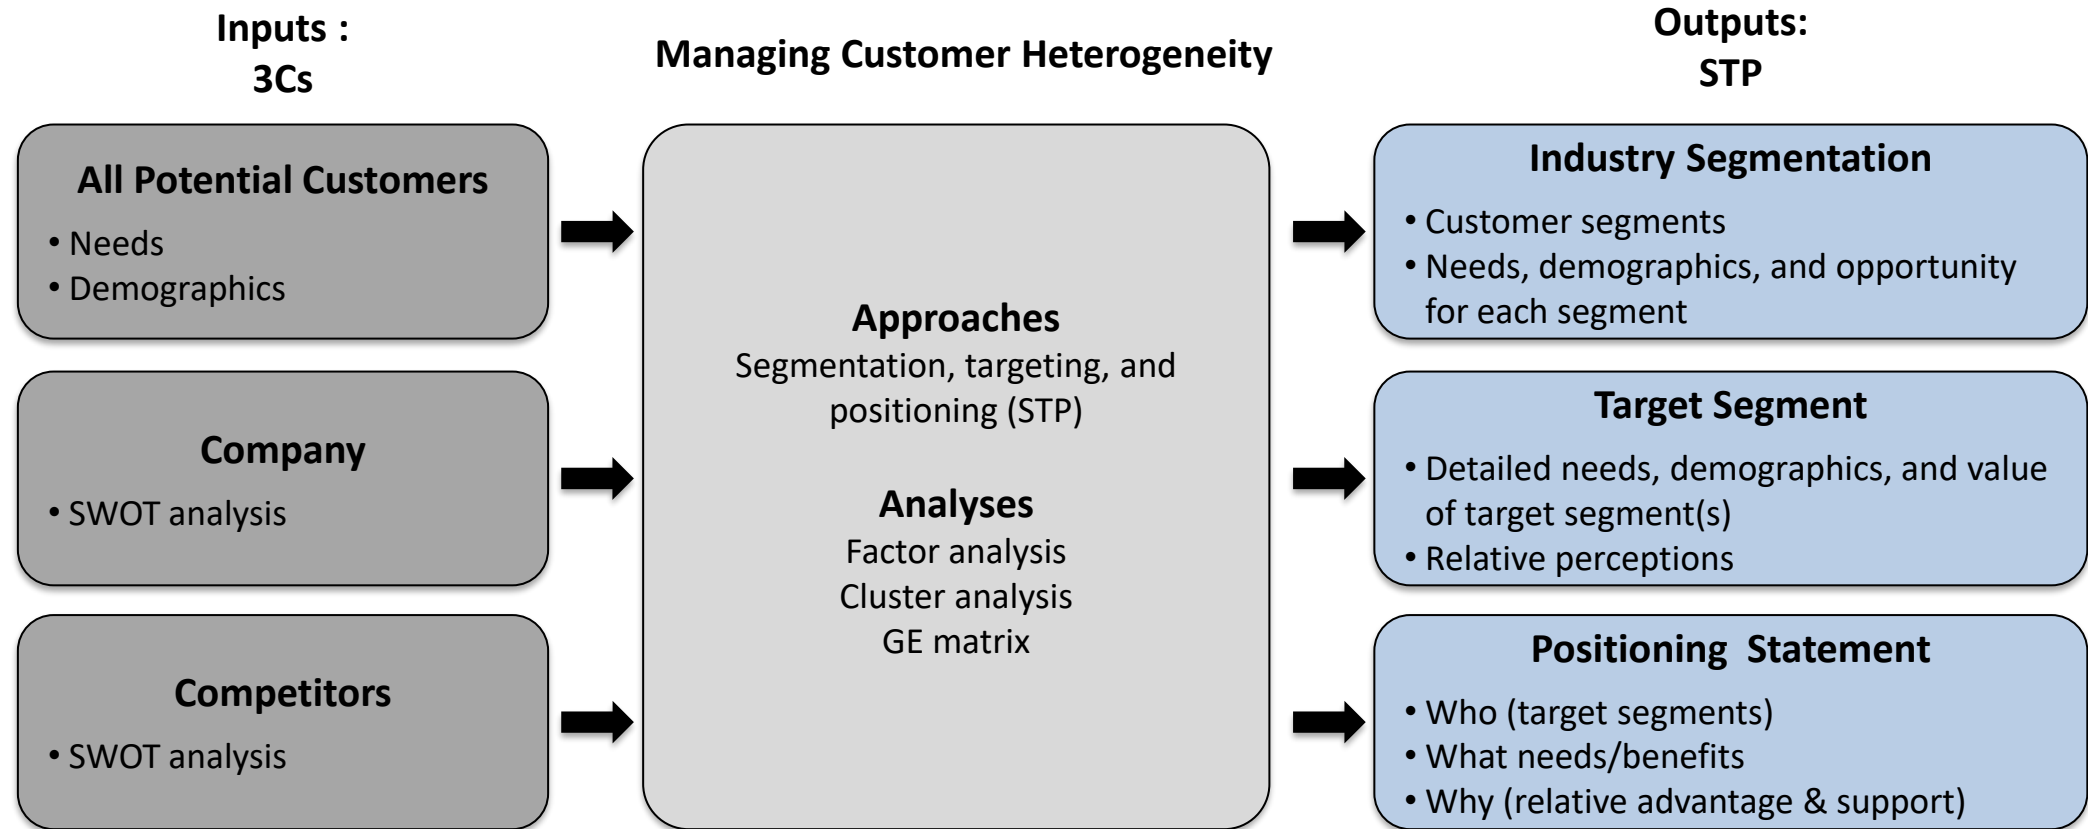 Inputs :
3Cs
Managing Customer Heterogeneity
Outputs:
STP
All Potential Customers
• Needs
• Demographics
Company
• SWOT analysis
Competitors
• SWOT analysis
Approaches
Segmentation, targeting, and
positioning (STP)
Analyses
Factor analysis
Cluster analysis
GE matrix
Industry Segmentation
• Customer segments
• Needs, demographics, and opportunity
for each segment
Target Segment
• Detailed needs, demographics, and value
of target segment(s)
• Relative perceptions
Positioning Statement
• Who (target segments)
• What needs/benefits
• Why (relative advantage & support)